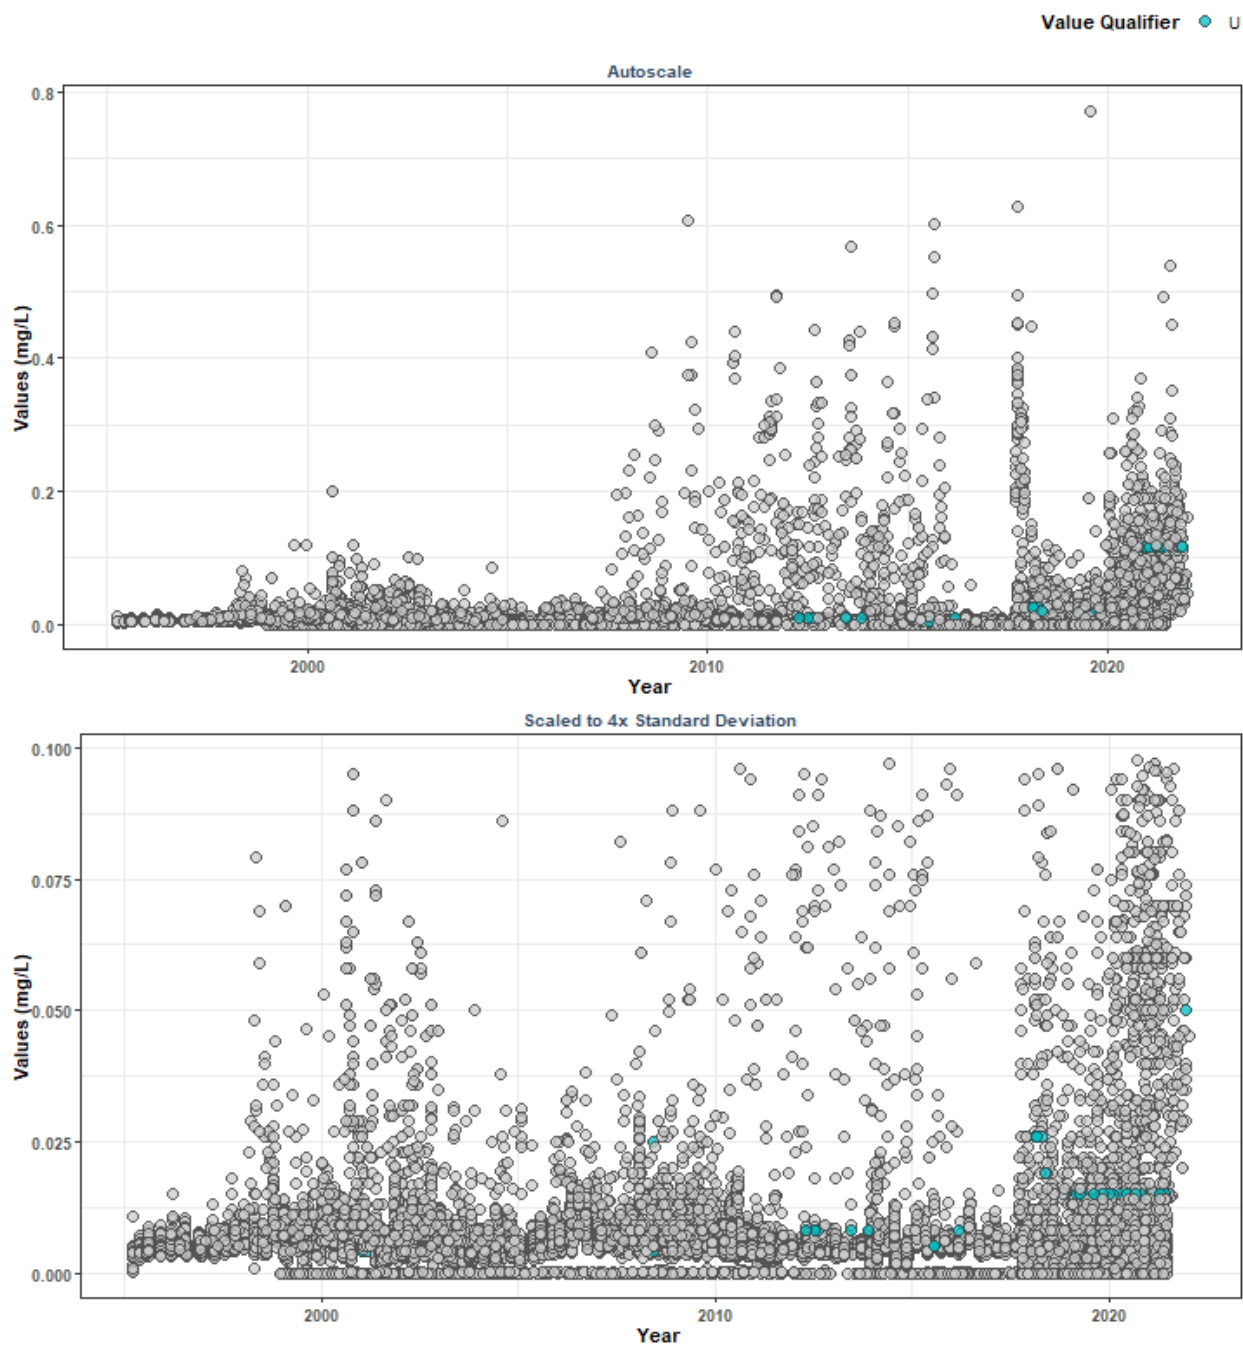 Value Qualifier U
Autoscale
0.8
0.6
0.4
0.2
0.0
Values (mg/L)
2000 2010 2020
Year
Scaled to 4x Standard Deviation
0.100
0.075
0.050
0.025
0.000
Values (mg/L)
2000 2010 2020
Year